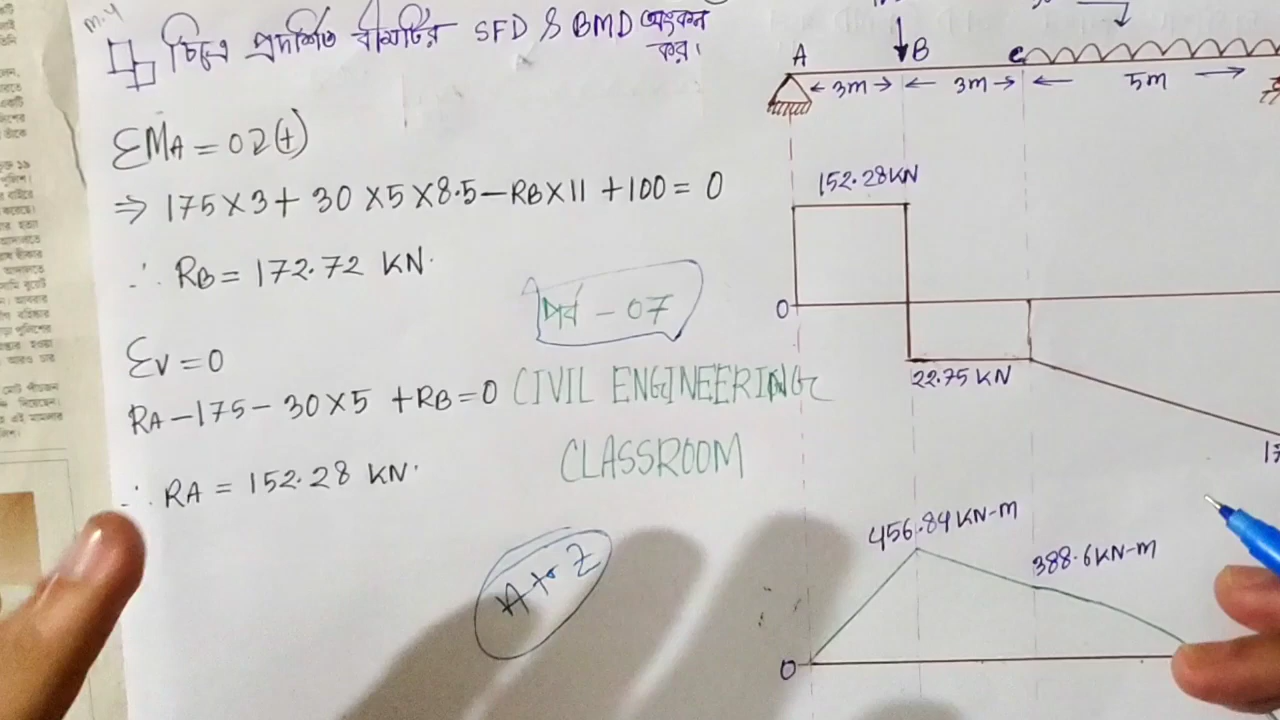 চিত্রে প্রদর্শিত বীমটির SFD & BMD অংকন
কর।
ΣMA = 0 ⤵(+)
⇒ 175×3 + 30×5×8.5 − RB×11 + 100 = 0
∴ RB = 172.72 KN.
ΣV = 0
RA − 175 − 30×5 + RB = 0
∴ RA = 152.28 KN.
পর্ব - 07
CIVIL ENGINEERING
CLASSROOM
A to Z
A
B
C
3m
3m
5m
152.28KN
0
22.75 KN
456.84 KN-m
388.6 KN-m
0